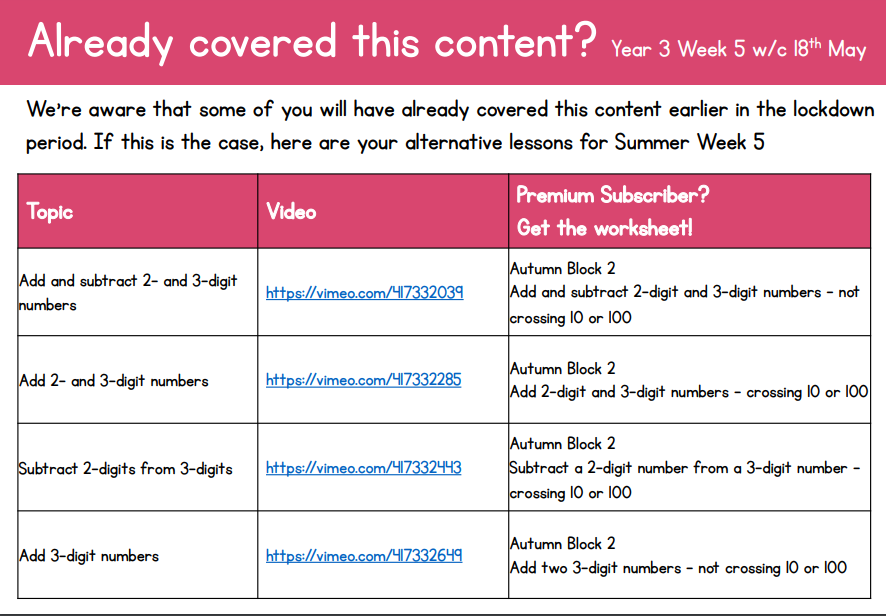 Already covered this content? Year 3 Week 5 w/c 18th May
We're aware that some of you will have already covered this content earlier in the lockdown
period. If this is the case, here are your alternative lessons for Summer Week 5
Topic
Video
Premium Subscriber?
Get the worksheet!
Add and subtract 2- and 3-digit
numbers
https://vimeo.com/417332039
Autumn Block 2
Add and subtract 2-digit and 3-digit numbers - not
crossing 10 or 100
Add 2- and 3-digit numbers
https://vimeo.com/417332285
Autumn Block 2
Add 2-digit and 3-digit numbers - crossing 10 or 100
Subtract 2-digits from 3-digits
https://vimeo.com/417332443
Autumn Block 2
Subtract a 2-digit number from a 3-digit number -
crossing 10 or 100
Add 3-digit numbers
https://vimeo.com/417332649
Autumn Block 2
Add two 3-digit numbers - not crossing 10 or 100